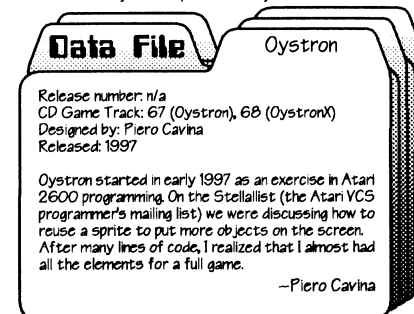 Data File
Oystron
Release number: n/a
CD Game Track: 67 (Oystron), 68 (OystronX)
Designed by: Piero Cavina
Released: 1997
Oystron started in early 1997 as an exercise in Atari
2600 programming. On the Stellalist (the Atari VCS
programmer's mailing list) we were discussing how to
reuse a sprite to put more objects on the screen.
After many lines of code, I realized that I almost had
all the elements for a full game.
~Piero Cavina